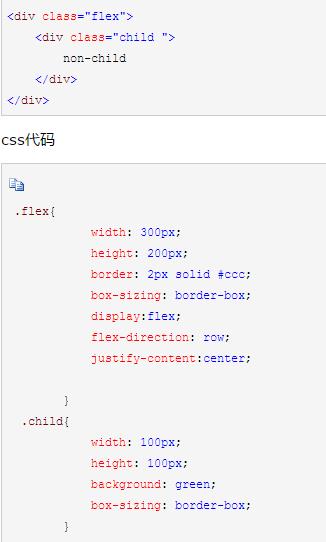 <div class="flex">
    <div class="child ">
        non-child
    </div>
</div>
css代码
.flex{
            width: 300px;
            height: 200px;
            border: 2px solid #ccc;
            box-sizing: border-box;
            display:flex;
            flex-direction: row;
            justify-content:center;
        }
 .child{
            width: 100px;
            height: 100px;
            background: green;
            box-sizing: border-box;
        }